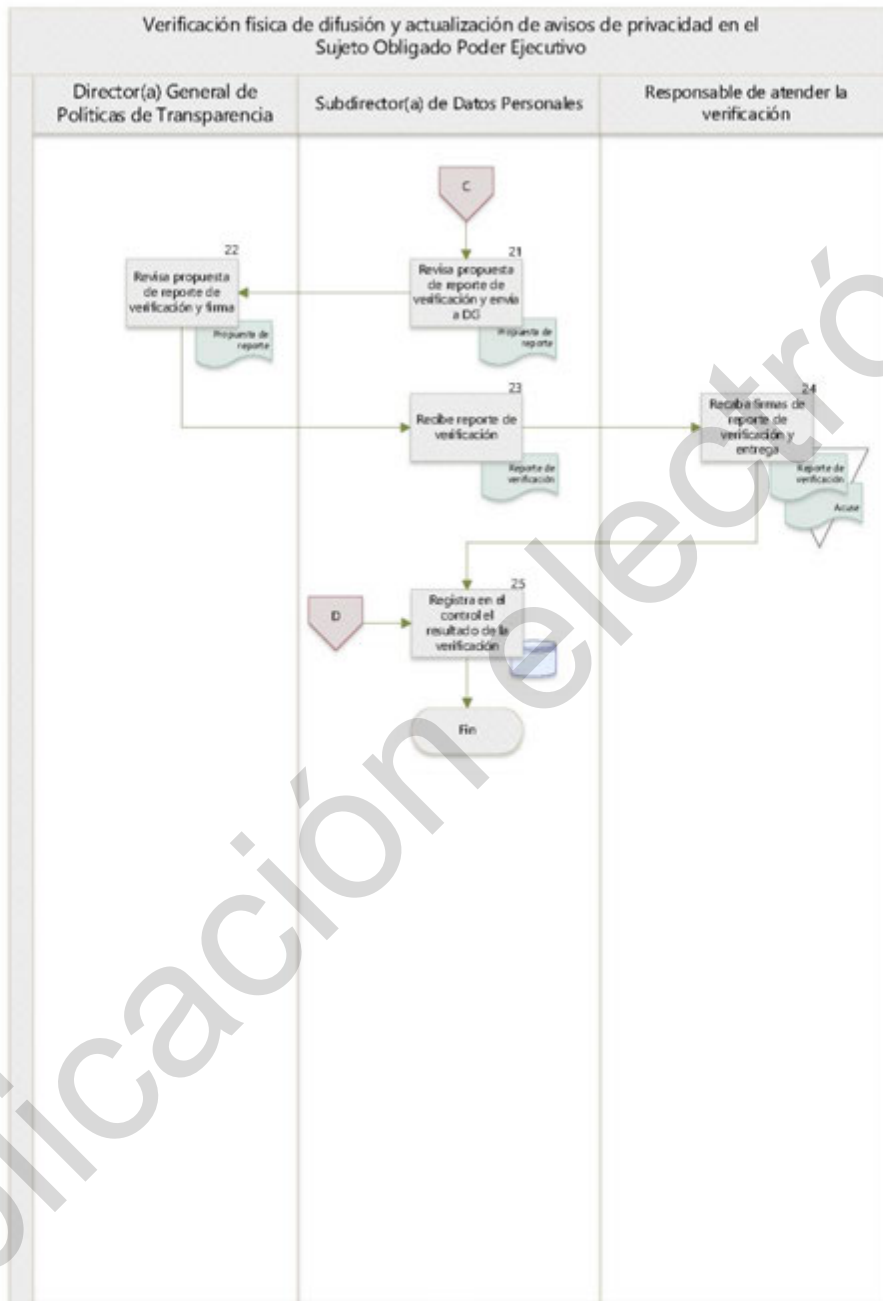 Verificación física de difusión y actualización de avisos de privacidad en el
Sujeto Obligado Poder Ejecutivo
Director(a) General de
Políticas de Transparencia
Subdirector(a) de Datos Personales
Responsable de atender la
verificación
C
22
Revisa propuesta
de reporte de
verificación y firma
Propuesta de
reporte
21
Revisa propuesta
de reporte de
verificación y envía
a DG
Propuesta de
reporte
23
Recibe reporte de
verificación
Reporte de
verificación
24
Recaba firmas de
reporte de
verificación y
entrega
Reporte de
verificación
Acuse
D
25
Registra en el
control el
resultado de la
verificación
Fin
licación electró